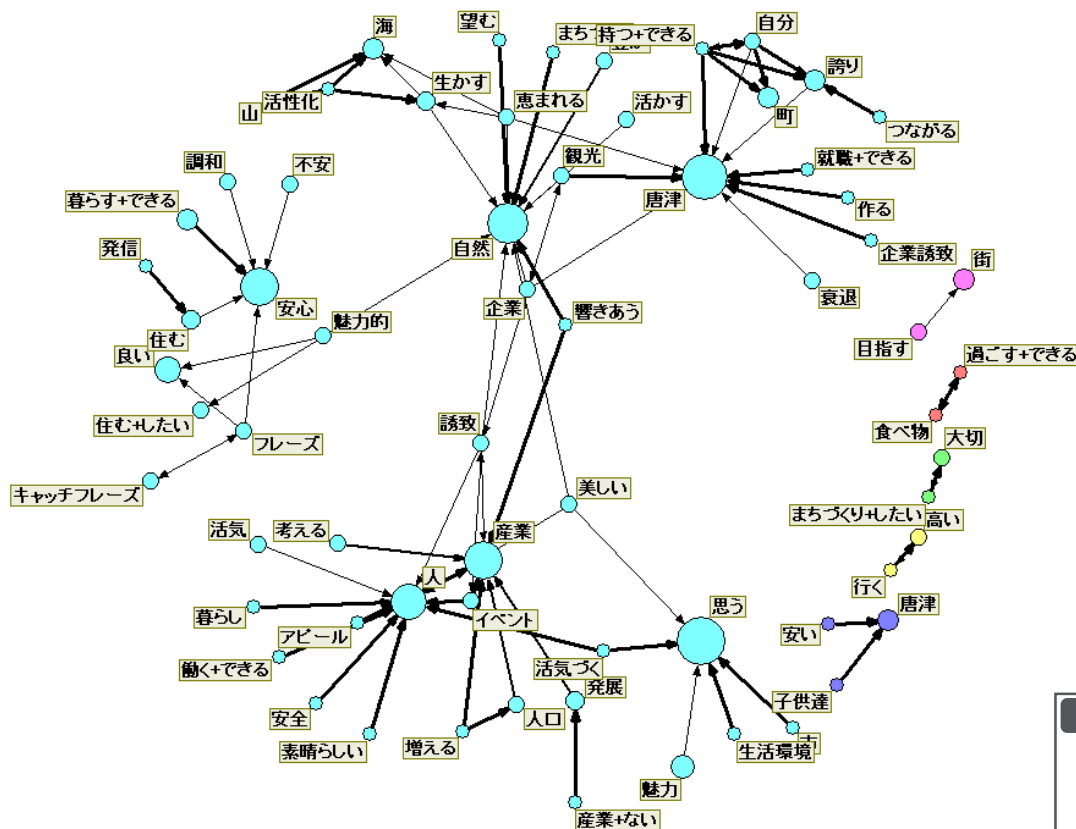 海
望む
まちづ
持つ+できる
自分
誇り
山
活性化
生かす
恵まれる
活かす
町
つながる
調和
不安
観光
唐津
就職+できる
暮らす+できる
作る
発信
自然
企業誘致
街
安心
企業
衰退
住む
魅力的
響きあう
良い
目指す
過ごす+できる
住む+したい
フレーズ
誘致
食べ物
大切
キャッチフレーズ
美しい
まちづくり+したい
高い
活気
考える
産業
人
行く
暮らし
アピール
イベント
思う
安い
唐津
働く+できる
活気づく
発展
子供達
安全
人口
素晴らしい
増える
生活環境
魅力
産業+ない